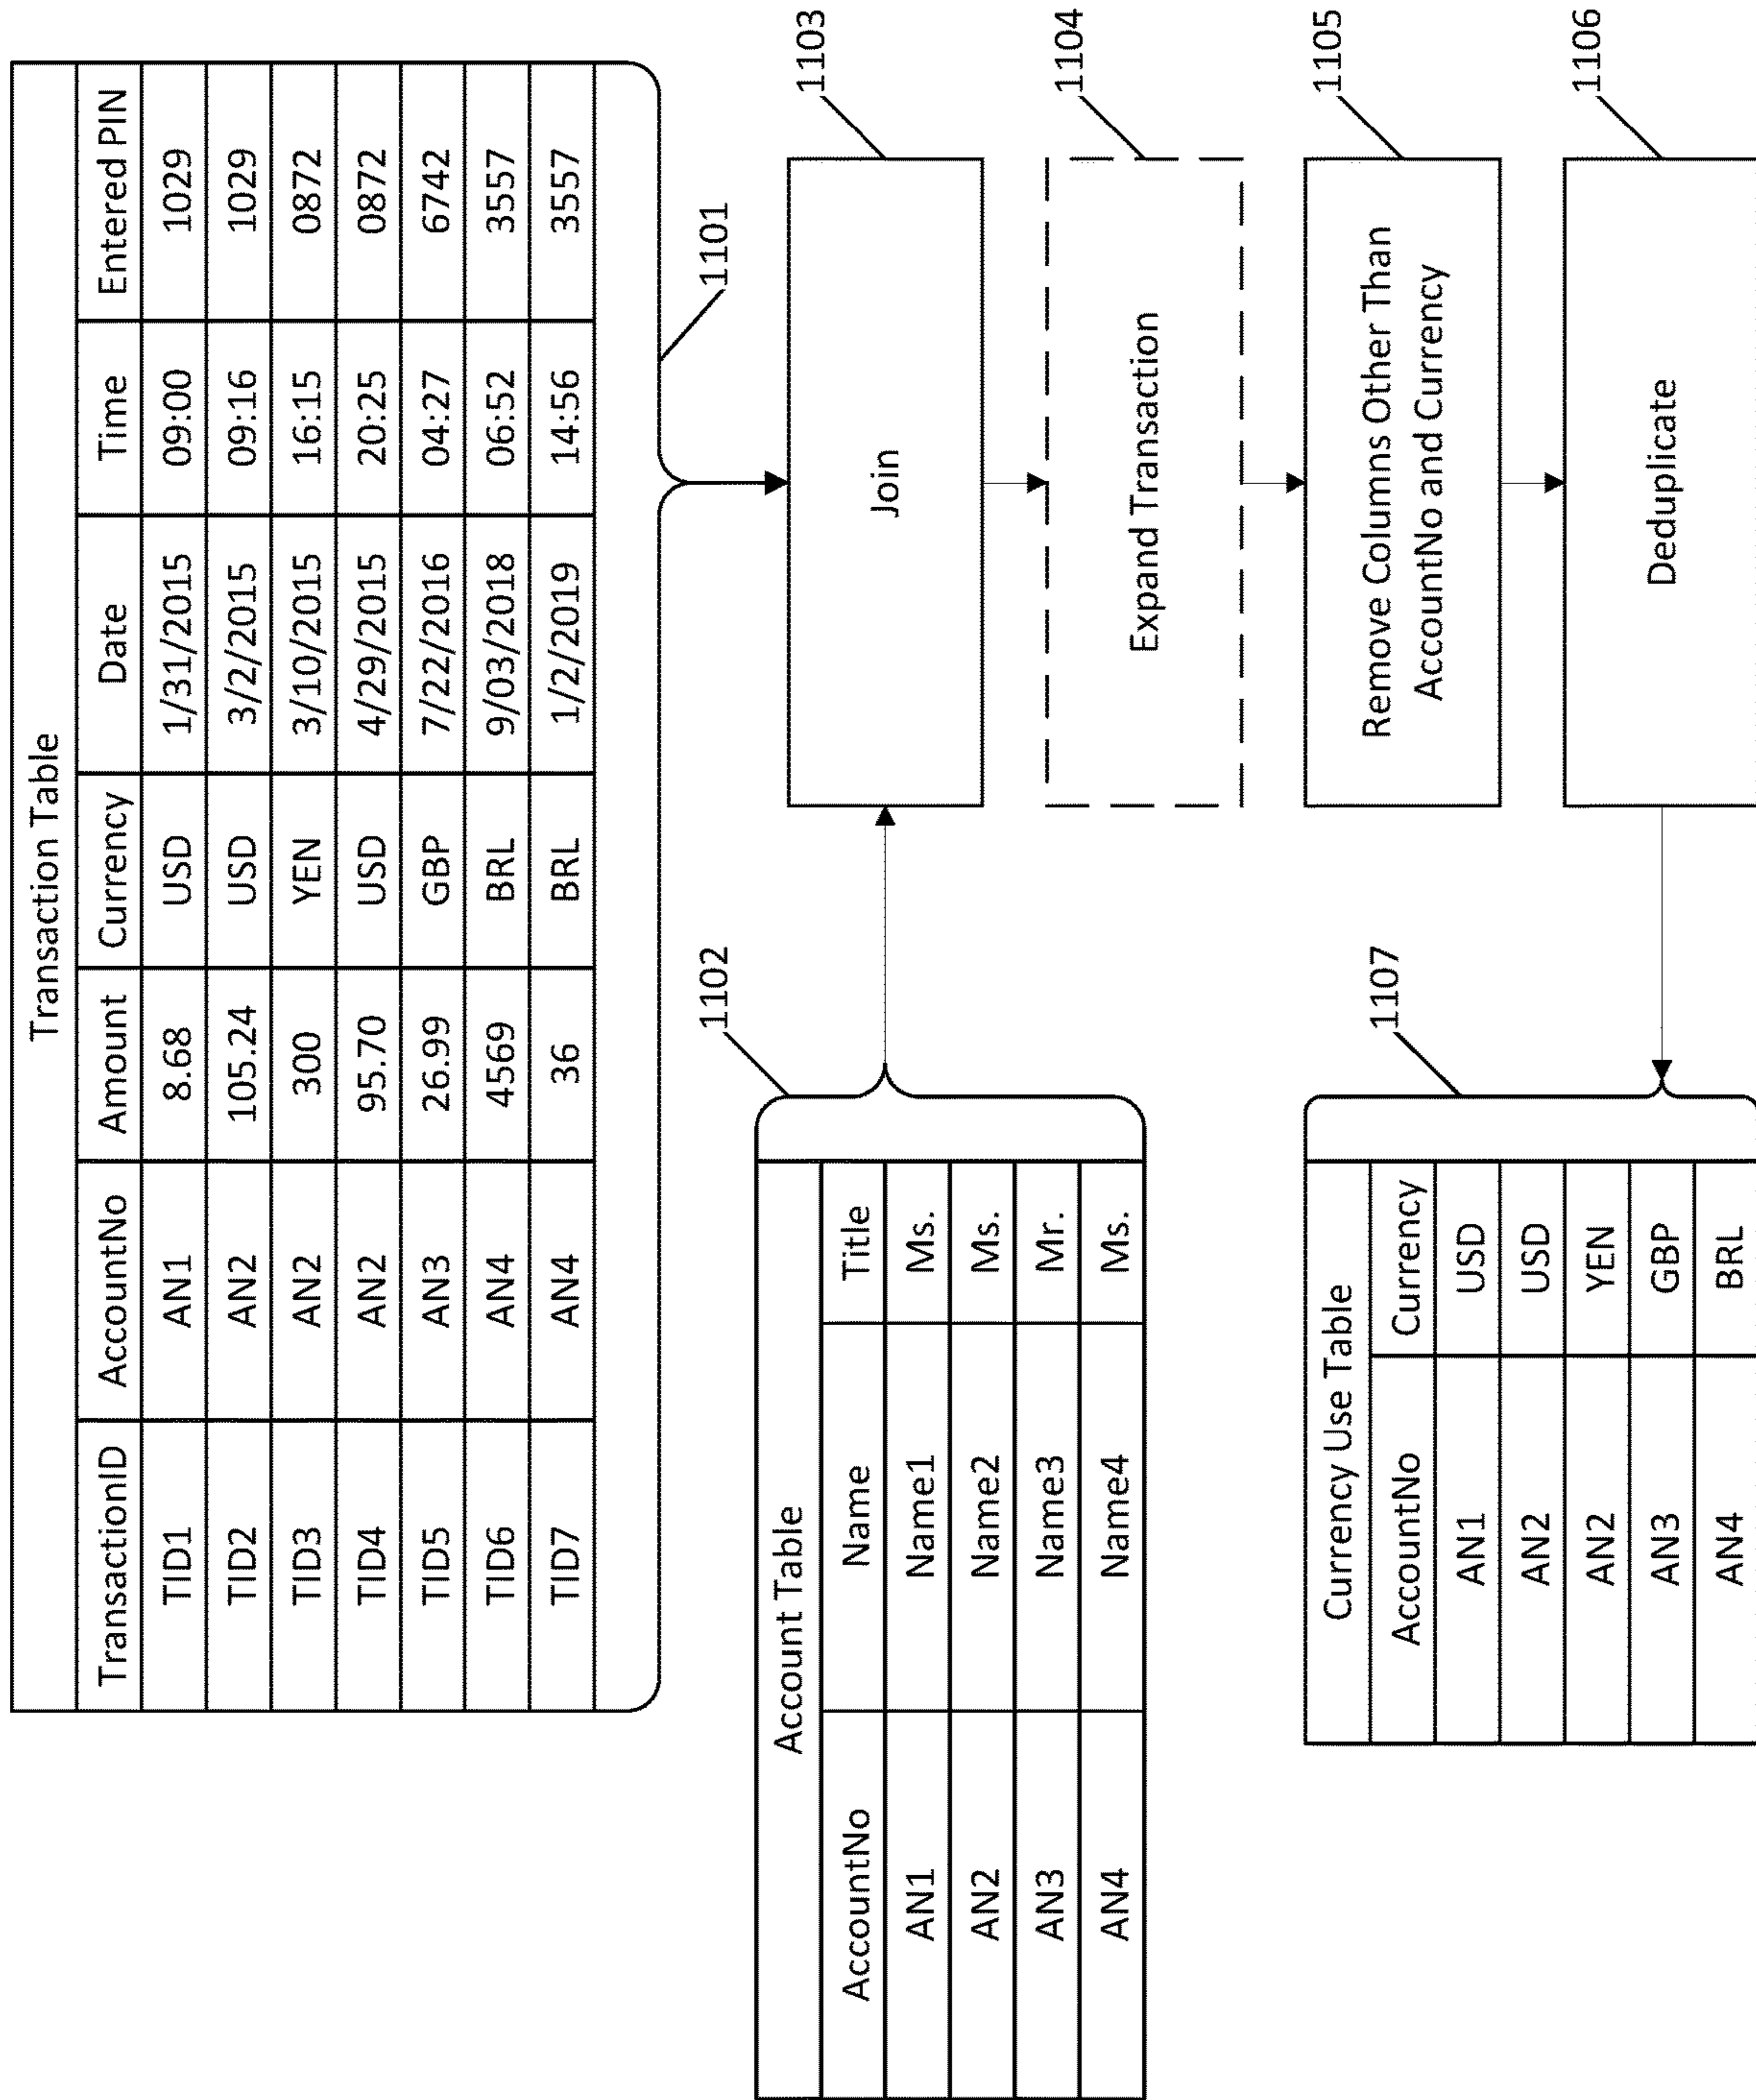 Transaction Table
TransactionID AccountNo Amount Currency Date Time Entered PIN
TID1 AN1 8.68 USD 1/31/2015 09:00 1029
TID2 AN2 105.24 USD 3/2/2015 09:16 1029
TID3 AN2 300 YEN 3/10/2015 16:15 0872
TID4 AN2 95.70 USD 4/29/2015 20:25 0872
TID5 AN3 26.99 GBP 7/22/2016 04:27 6742
TID6 AN4 4569 BRL 9/03/2018 06:52 3557
TID7 AN4 36 BRL 1/2/2019 14:56 3557
1101
1102
Account Table
AccountNo Name Title
AN1 Name1 Ms.
AN2 Name2 Ms.
AN3 Name3 Mr.
AN4 Name4 Ms.
1103
Join
1104
Expand Transaction
1105
Remove Columns Other Than
AccountNo and Currency
1106
Deduplicate
1107
Currency Use Table
AccountNo Currency
AN1 USD
AN2 USD
AN2 YEN
AN3 GBP
AN4 BRL